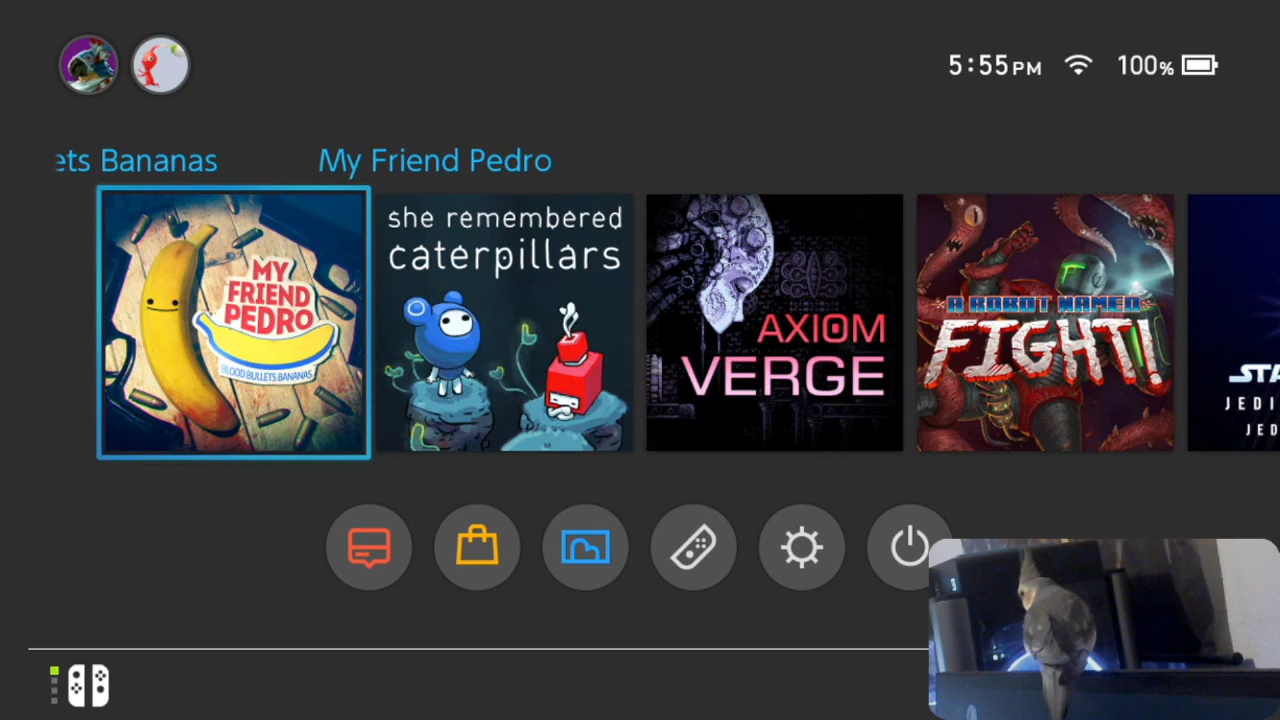 5:55PM 100%
ets Bananas My Friend Pedro
MY
FRIEND
PEDRO
BLOOD BULLETS BANANAS
she remembered
caterpillars
AXIOM
VERGE
A ROBOT NAMED
FIGHT!
STA
JEDI
JED